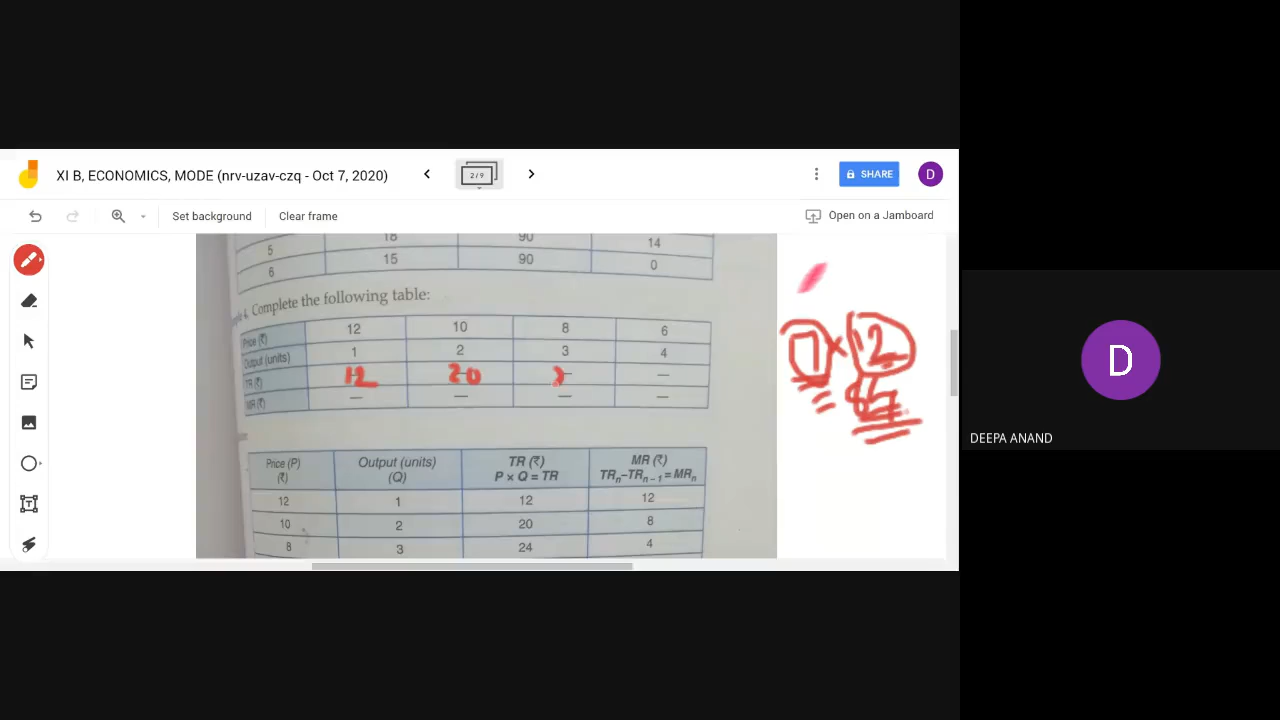 XI B, ECONOMICS, MODE (nrv-uzav-czq - Oct 7, 2020)
2/9
SHARE
D
Set background
Clear frame
Open on a Jamboard
5 18 90 14
6 15 90 0
4. Complete the following table:
Price (₹) 12 10 8 6
Output (units) 1 2 3 4
TR (₹) 12 20 — —
MR (₹) — — — —
× 12
Price (P) Output (units) TR (₹) MR (₹)
(₹) (Q) P × Q = TR TRn–TRn – 1 = MRn
12 1 12 12
10 2 20 8
8 3 24 4
D
DEEPA ANAND